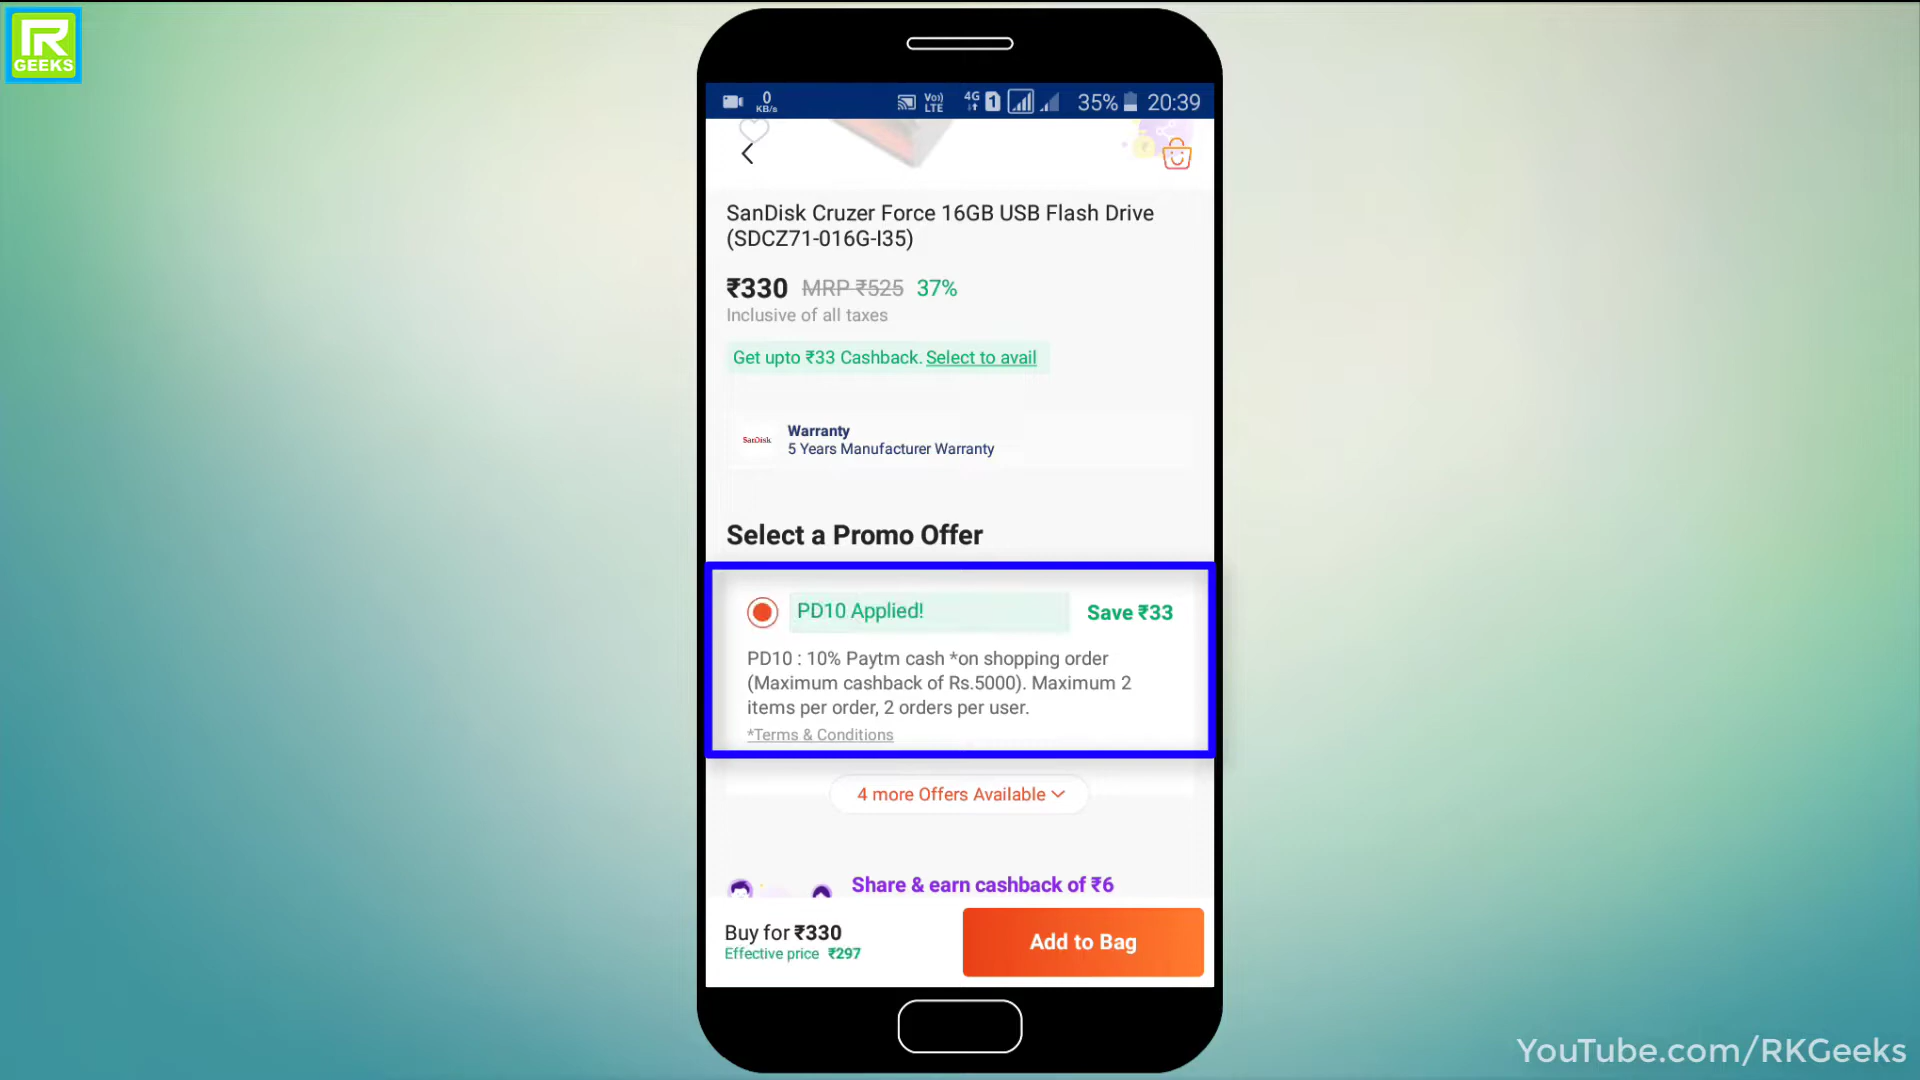 R
GEEKS
0
KB/s
Vo))
LTE
4G
1
35%
20:39
SanDisk Cruzer Force 16GB USB Flash Drive
(SDCZ71-016G-I35)
₹330 MRP ₹525 37%
Inclusive of all taxes
Get upto ₹33 Cashback. Select to avail
SanDisk
Warranty
5 Years Manufacturer Warranty
Select a Promo Offer
PD10 Applied! Save ₹33
PD10 : 10% Paytm cash *on shopping order
(Maximum cashback of Rs.5000). Maximum 2
items per order, 2 orders per user.
*Terms & Conditions
4 more Offers Available
Share & earn cashback of ₹6
Buy for ₹330
Effective price ₹297
Add to Bag
YouTube.com/RKGeeks